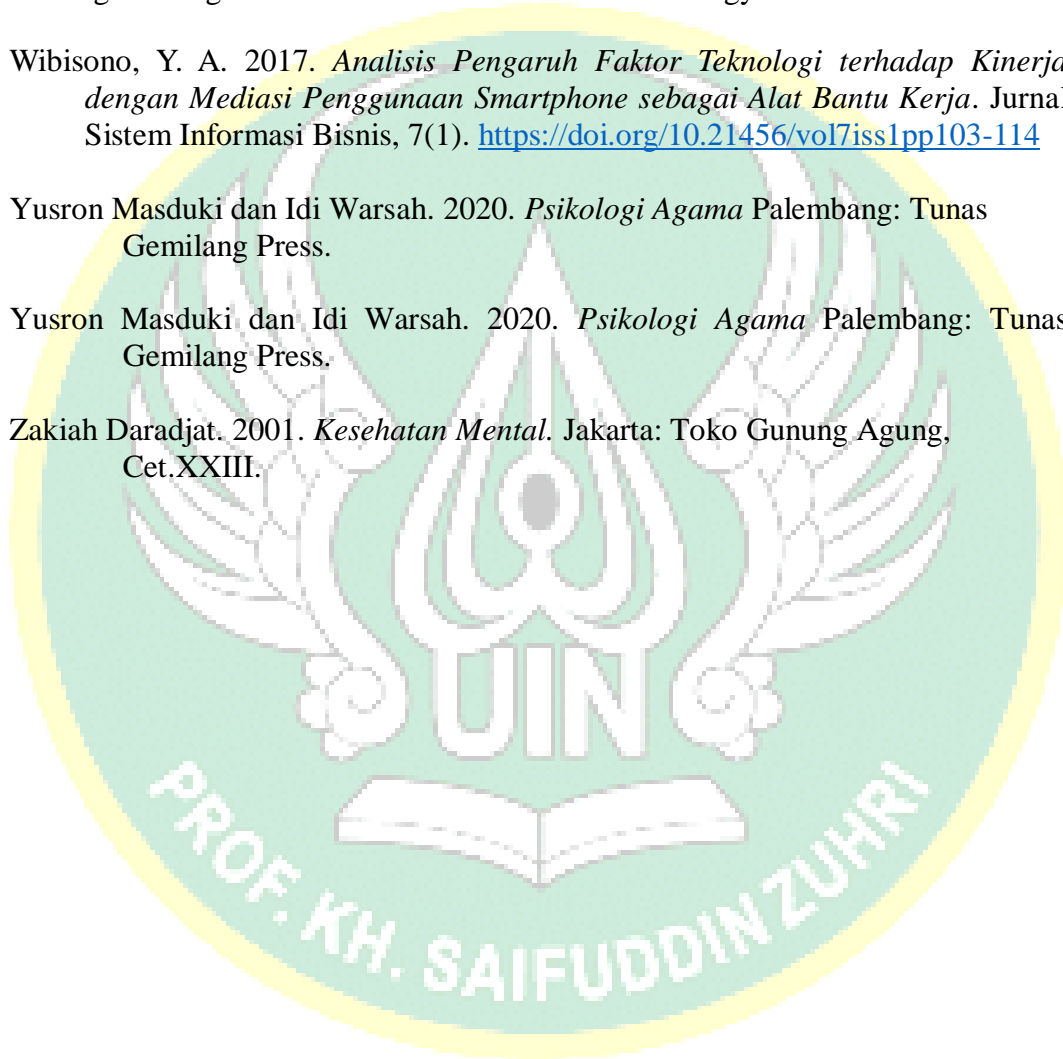 Wibisono, Y. A. 2017. Analisis Pengaruh Faktor Teknologi terhadap Kinerja
dengan Mediasi Penggunaan Smartphone sebagai Alat Bantu Kerja. Jurnal
Sistem Informasi Bisnis, 7(1). https://doi.org/10.21456/vol7iss1pp103-114
Yusron Masduki dan Idi Warsah. 2020. Psikologi Agama Palembang: Tunas
Gemilang Press.
Yusron Masduki dan Idi Warsah. 2020. Psikologi Agama Palembang: Tunas
Gemilang Press.
Zakiah Daradjat. 2001. Kesehatan Mental. Jakarta: Toko Gunung Agung,
Cet.XXIII.
UIN
PROF. KH. SAIFUDDIN ZUHRI